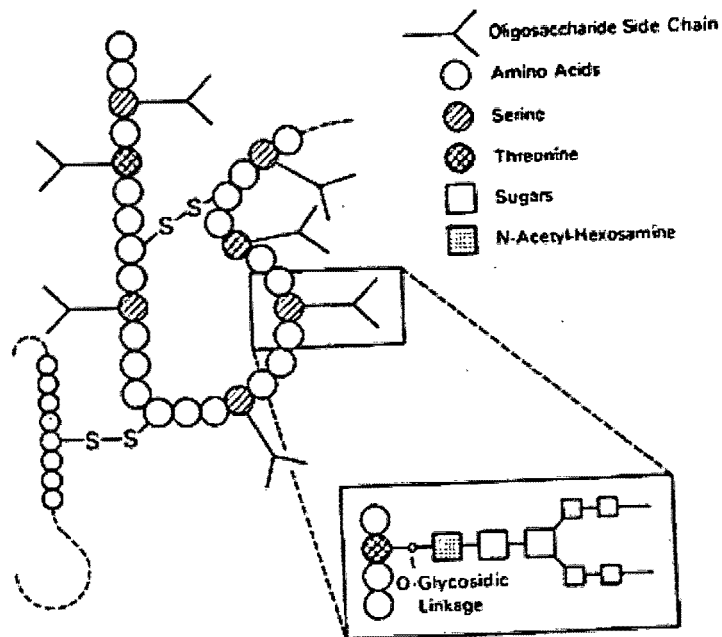 Oligosaccharide Side Chain
Amino Acids
Serine
Threonine
Sugars
N-Acetyl-Hexosamine
S
S
S
S
O-Glycosidic
Linkage